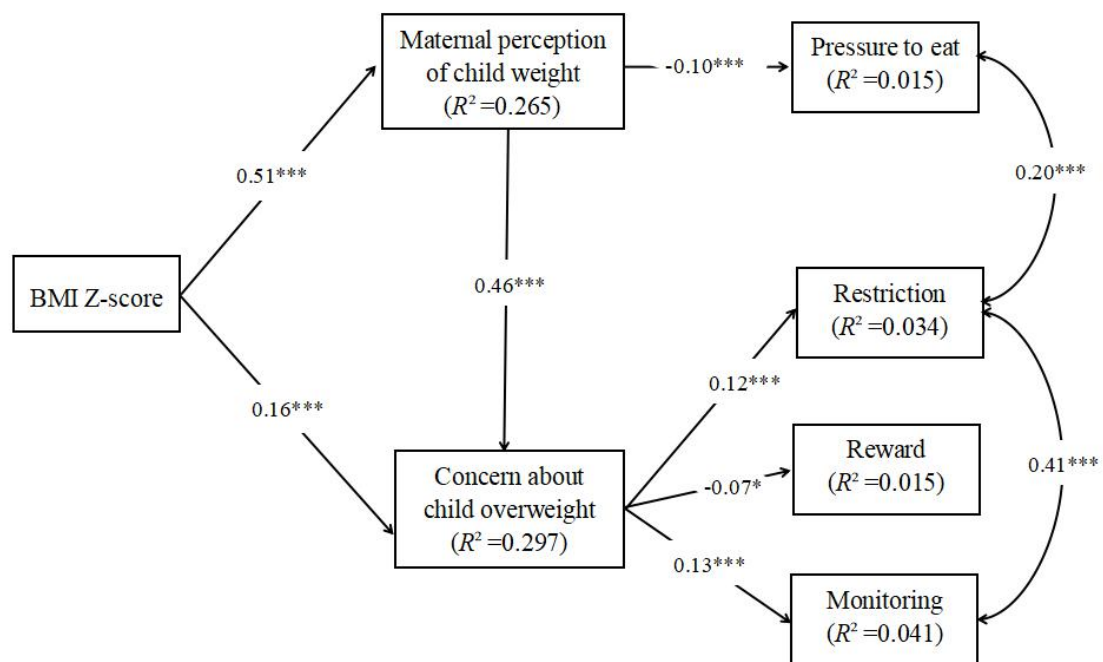 Maternal perception
of child weight
(R² =0.265)
-0.10***
Pressure to eat
(R² =0.015)
0.51***
0.20***
BMI Z-score
0.46***
Restriction
(R² =0.034)
0.12***
0.16***
Concern about
child overweight
(R² =0.297)
-0.07*
Reward
(R² =0.015)
0.41***
0.13***
Monitoring
(R² =0.041)